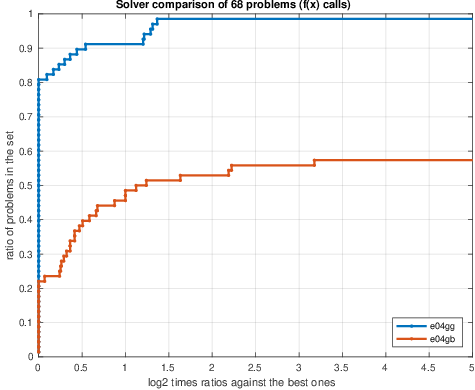 Solver comparison of 68 problems (f(x) calls)
1
0.9
0.8
0.7
0.6
0.5
0.4
0.3
0.2
0.1
0
ratio of problems in the set
0 0.5 1 1.5 2 2.5 3 3.5 4 4.5 5
log2 times ratios against the best ones
e04gg
e04gb